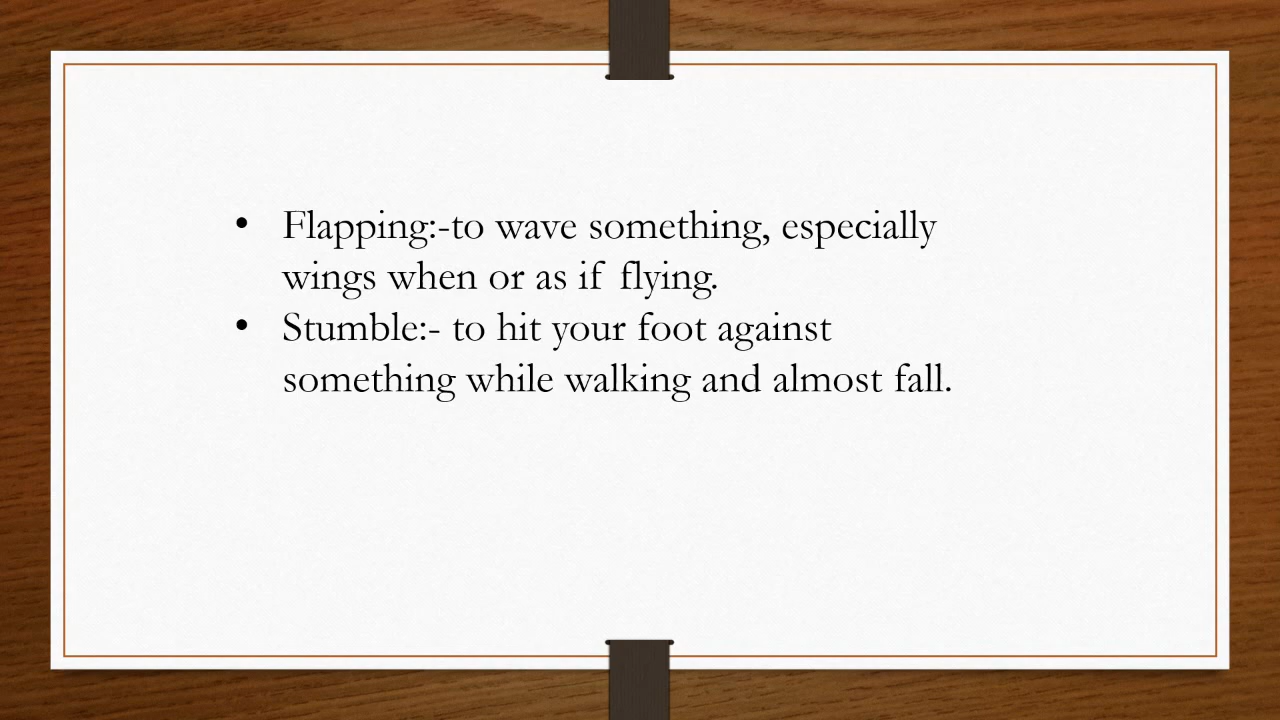 • Flapping:-to wave something, especially
wings when or as if  flying.
• Stumble:- to hit your foot against
something while walking and almost fall.